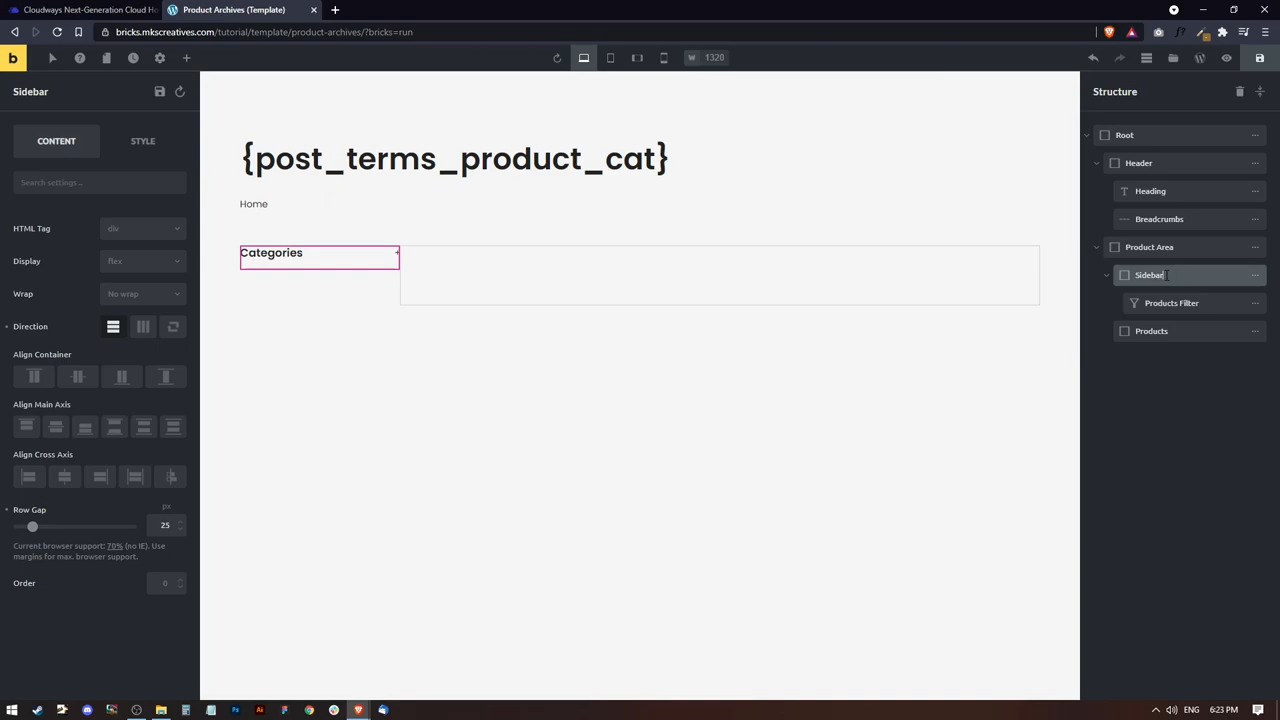 Cloudways Next-Generation Cloud Ho
Product Archives (Template)
bricks.mkscreatives.com/tutorial/template/product-archives/?bricks=run
b
W 1320
Sidebar
CONTENT
STYLE
Search settings ..
HTML Tag
div
Display
flex
Wrap
No wrap
Direction
Align Container
Align Main Axis
Align Cross Axis
Row Gap
px
25
Current browser support: 70% (no IE). Use
margins for max. browser support.
Order
0
{post_terms_product_cat}
Home
Categories
Structure
Root
Header
Heading
Breadcrumbs
Product Area
Sidebar
Products Filter
Products
Ps
Ai
ENG
6:23 PM